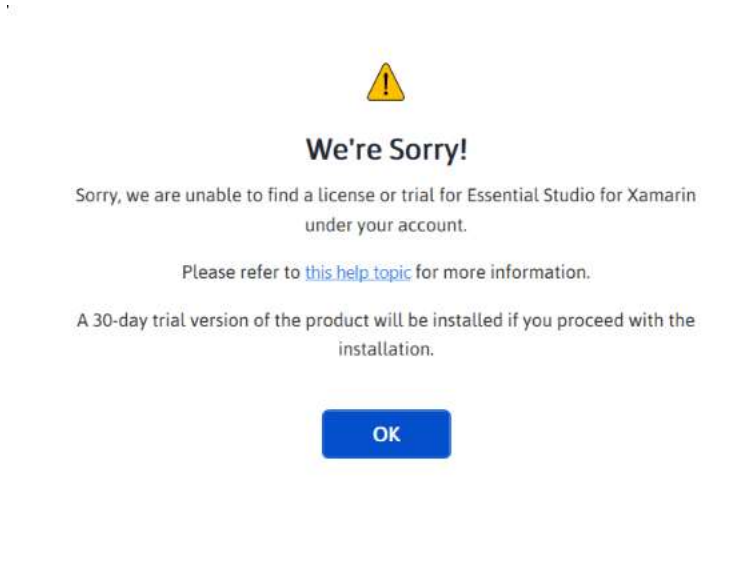 We're Sorry!
Sorry, we are unable to find a license or trial for Essential Studio for Xamarin
under your account.
Please refer to this help topic for more information.
A 30-day trial version of the product will be installed if you proceed with the
installation.
OK